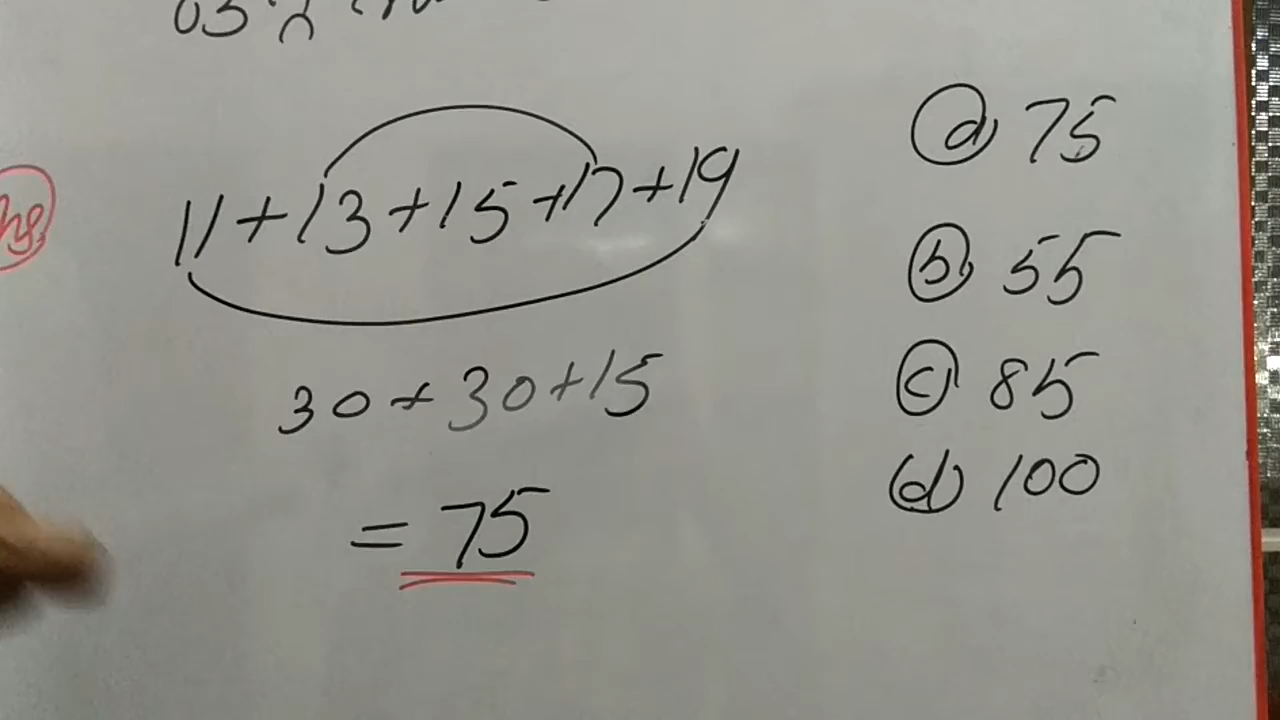 11+13+15+17+19
30+30+15
= 75
(a) 75
(b) 55
(c) 85
(d) 100